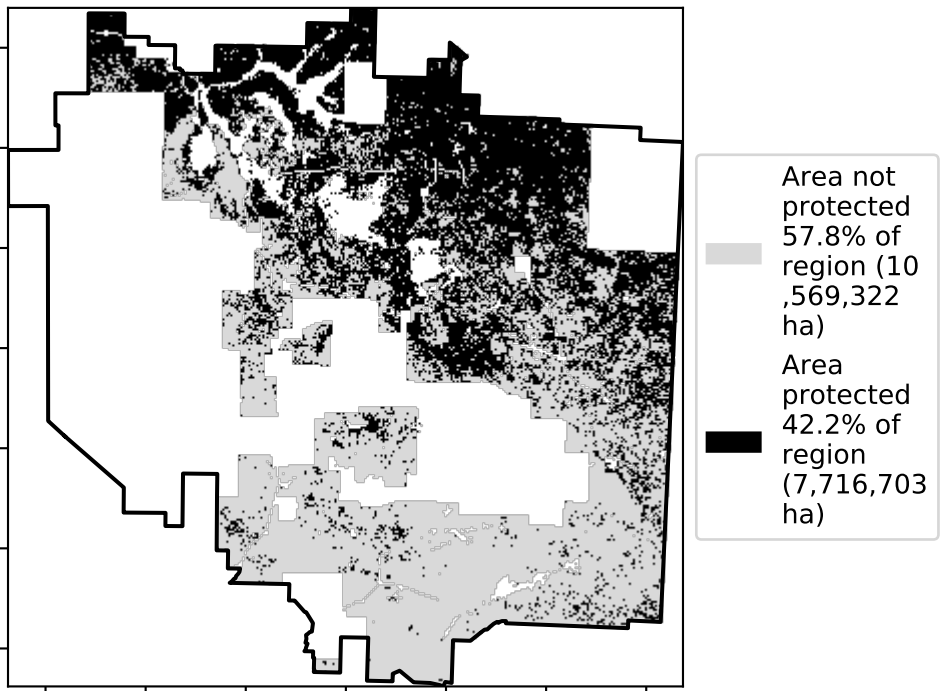 Area not
protected
57.8% of
region (10
,569,322
ha)
Area
protected
42.2% of
region
(7,716,703
ha)